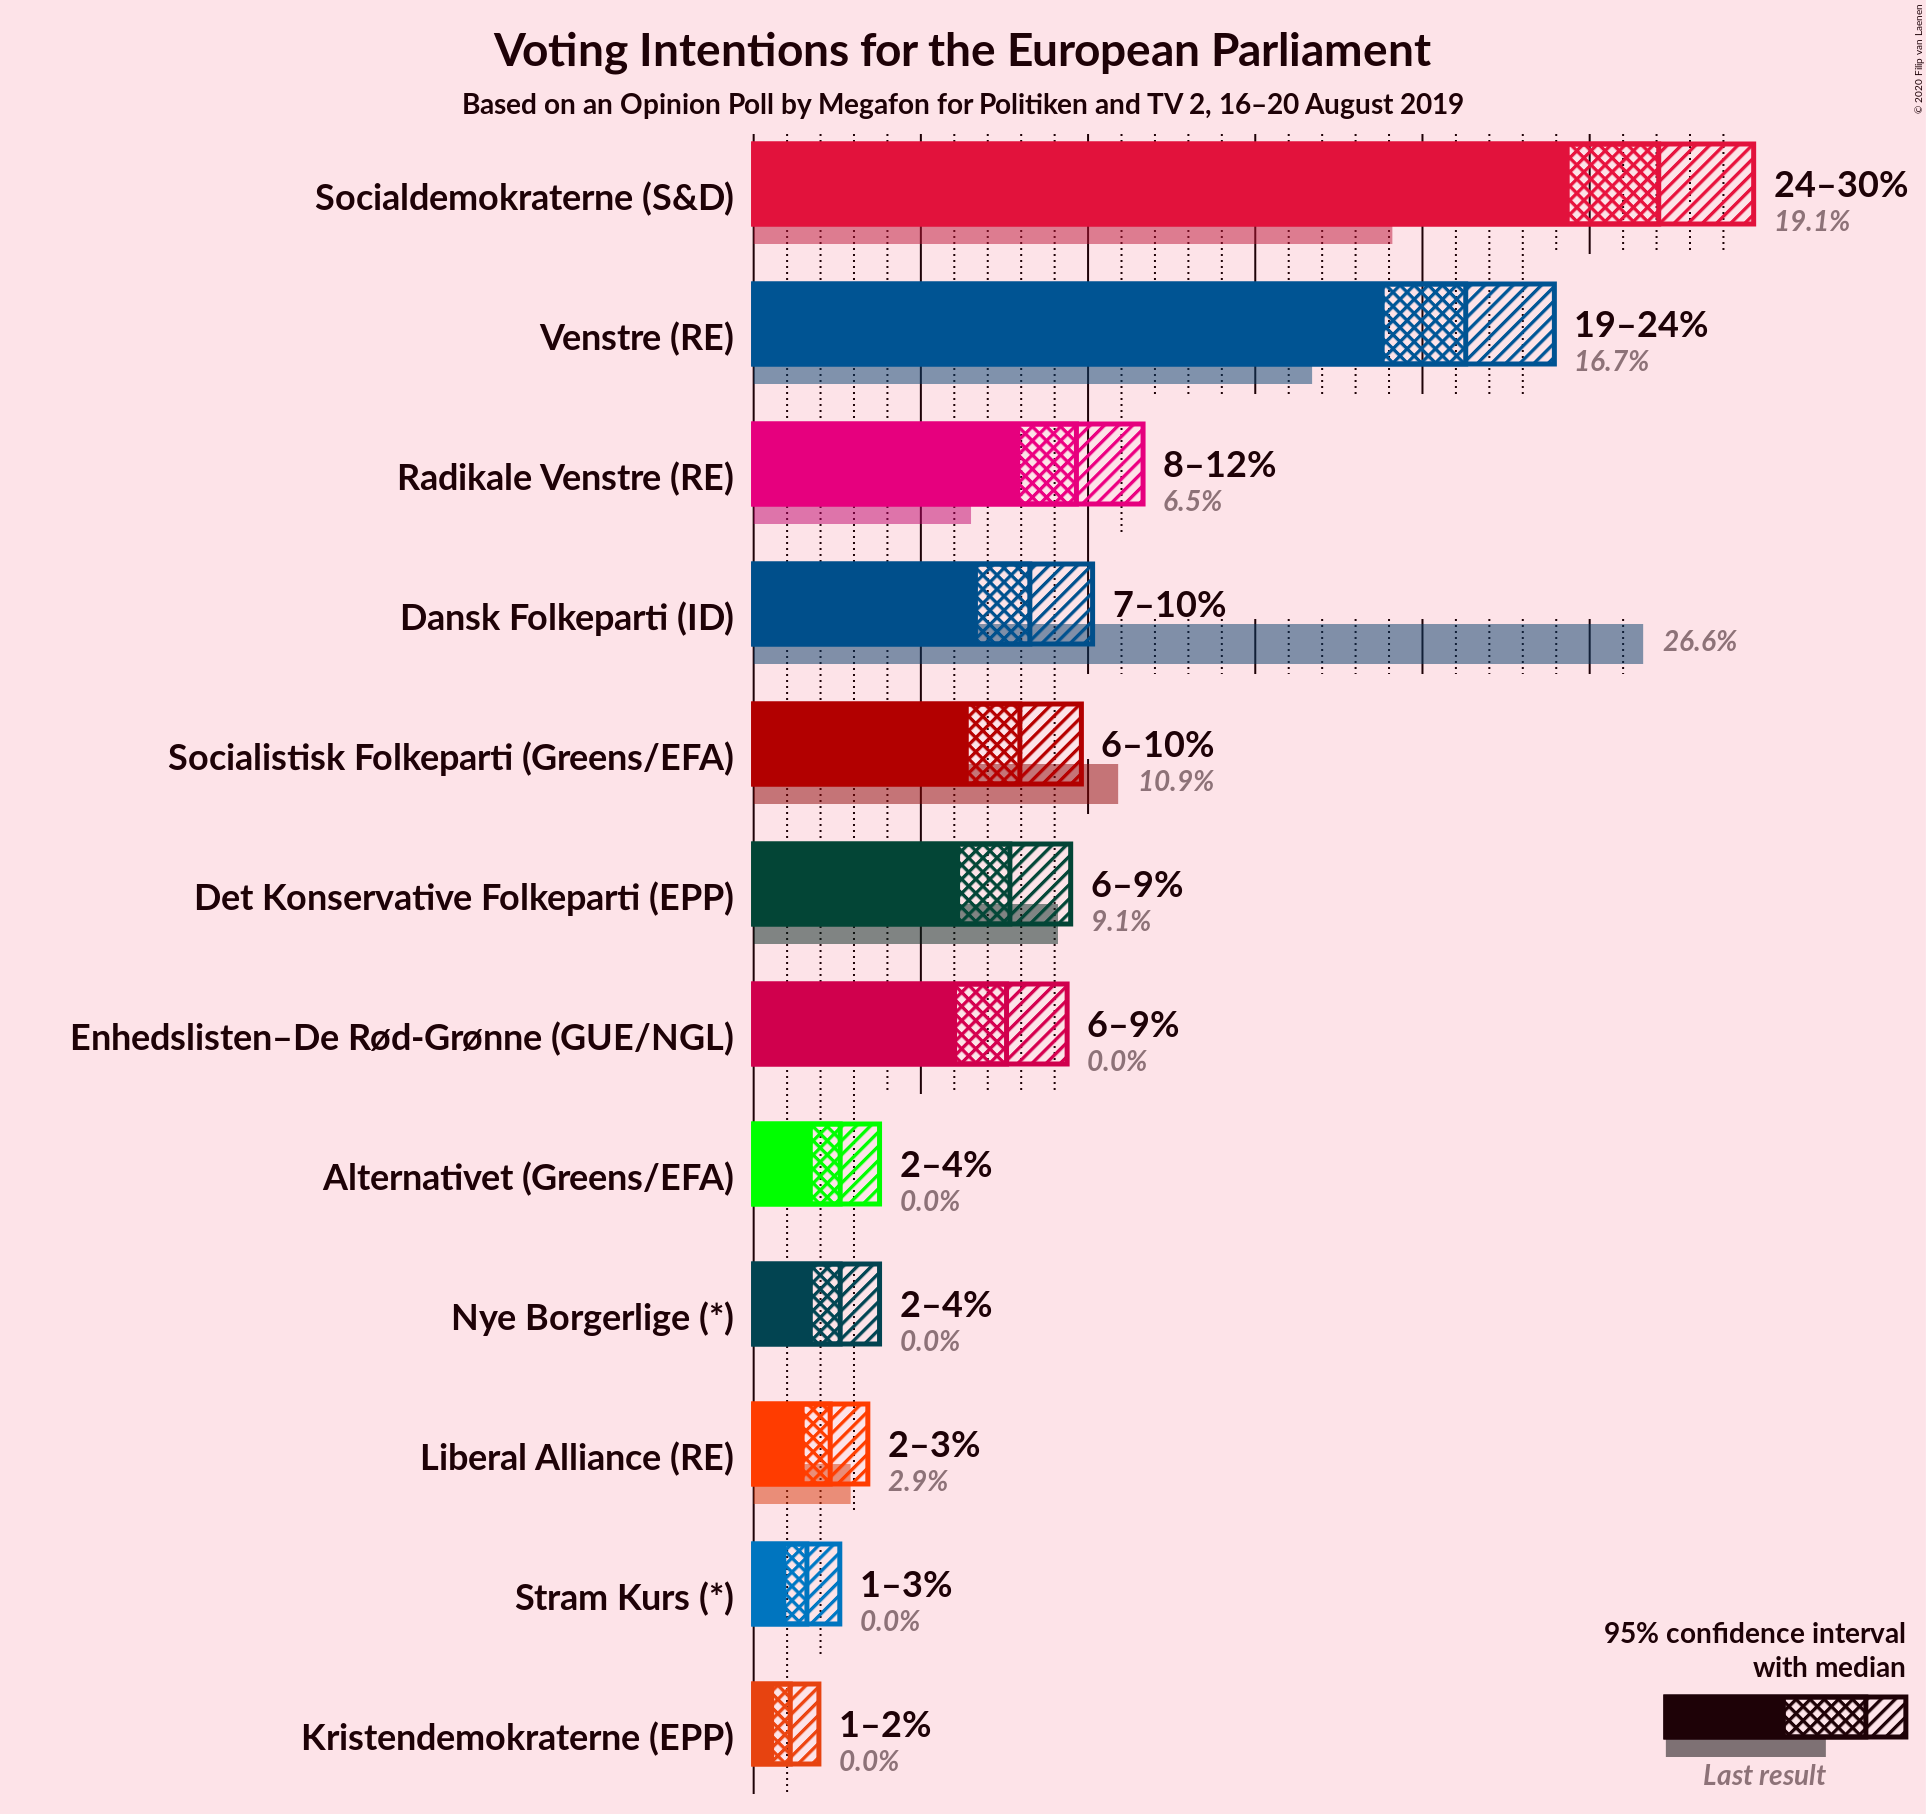 Voting Intentions for the European Parliament
Based on an Opinion Poll by Megafon for Politiken and TV 2, 16–20 August 2019
© 2020 Filip van Laenen
Socialdemokraterne (S&D)
24–30%
19.1%
Venstre (RE)
19–24%
16.7%
Radikale Venstre (RE)
8–12%
6.5%
Dansk Folkeparti (ID)
7–10%
26.6%
Socialistisk Folkeparti (Greens/EFA)
6–10%
10.9%
Det Konservative Folkeparti (EPP)
6–9%
9.1%
Enhedslisten–De Rød-Grønne (GUE/NGL)
6–9%
0.0%
Alternativet (Greens/EFA)
2–4%
0.0%
Nye Borgerlige (*)
2–4%
0.0%
Liberal Alliance (RE)
2–3%
2.9%
Stram Kurs (*)
1–3%
0.0%
Kristendemokraterne (EPP)
1–2%
0.0%
95% confidence interval
with median
Last result